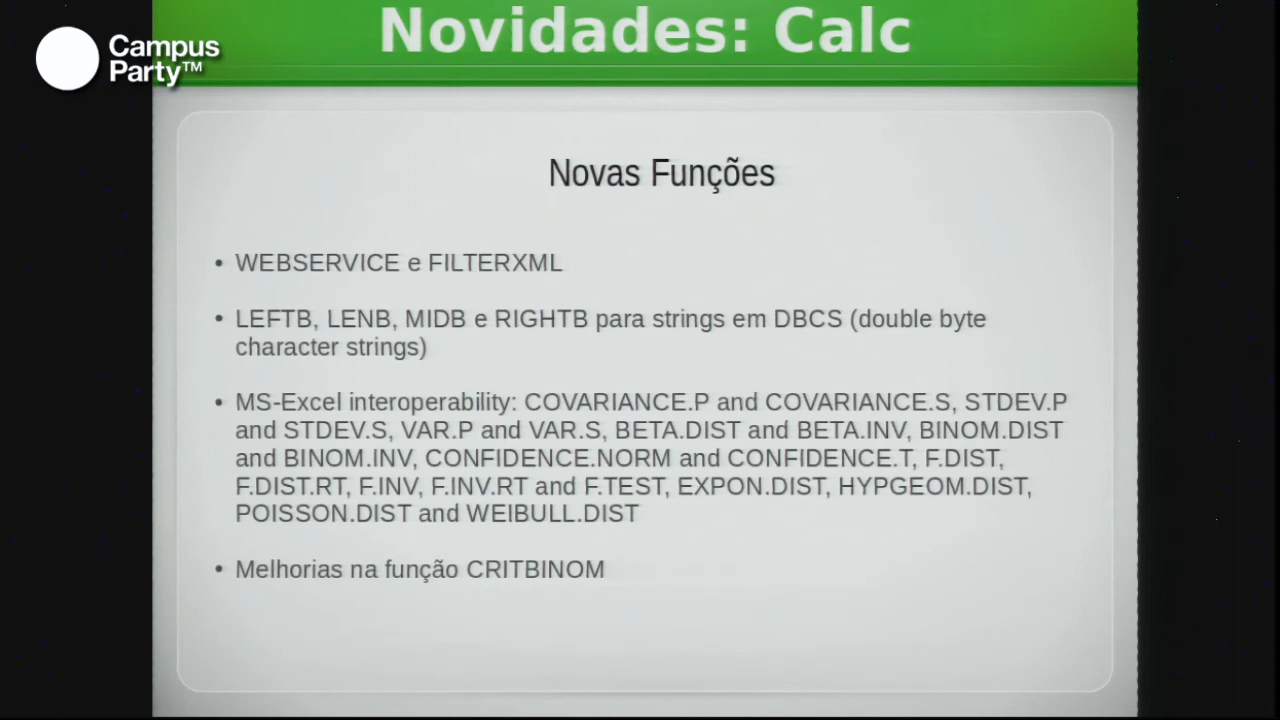 Novidades: Calc
Campus
Party™
Novas Funções
• WEBSERVICE e FILTERXML
• LEFTB, LENB, MIDB e RIGHTB para strings em DBCS (double byte
character strings)
• MS-Excel interoperability: COVARIANCE.P and COVARIANCE.S, STDEV.P
and STDEV.S, VAR.P and VAR.S, BETA.DIST and BETA.INV, BINOM.DIST
and BINOM.INV, CONFIDENCE.NORM and CONFIDENCE.T, F.DIST,
F.DIST.RT, F.INV, F.INV.RT and F.TEST, EXPON.DIST, HYPGEOM.DIST,
POISSON.DIST and WEIBULL.DIST
• Melhorias na função CRITBINOM